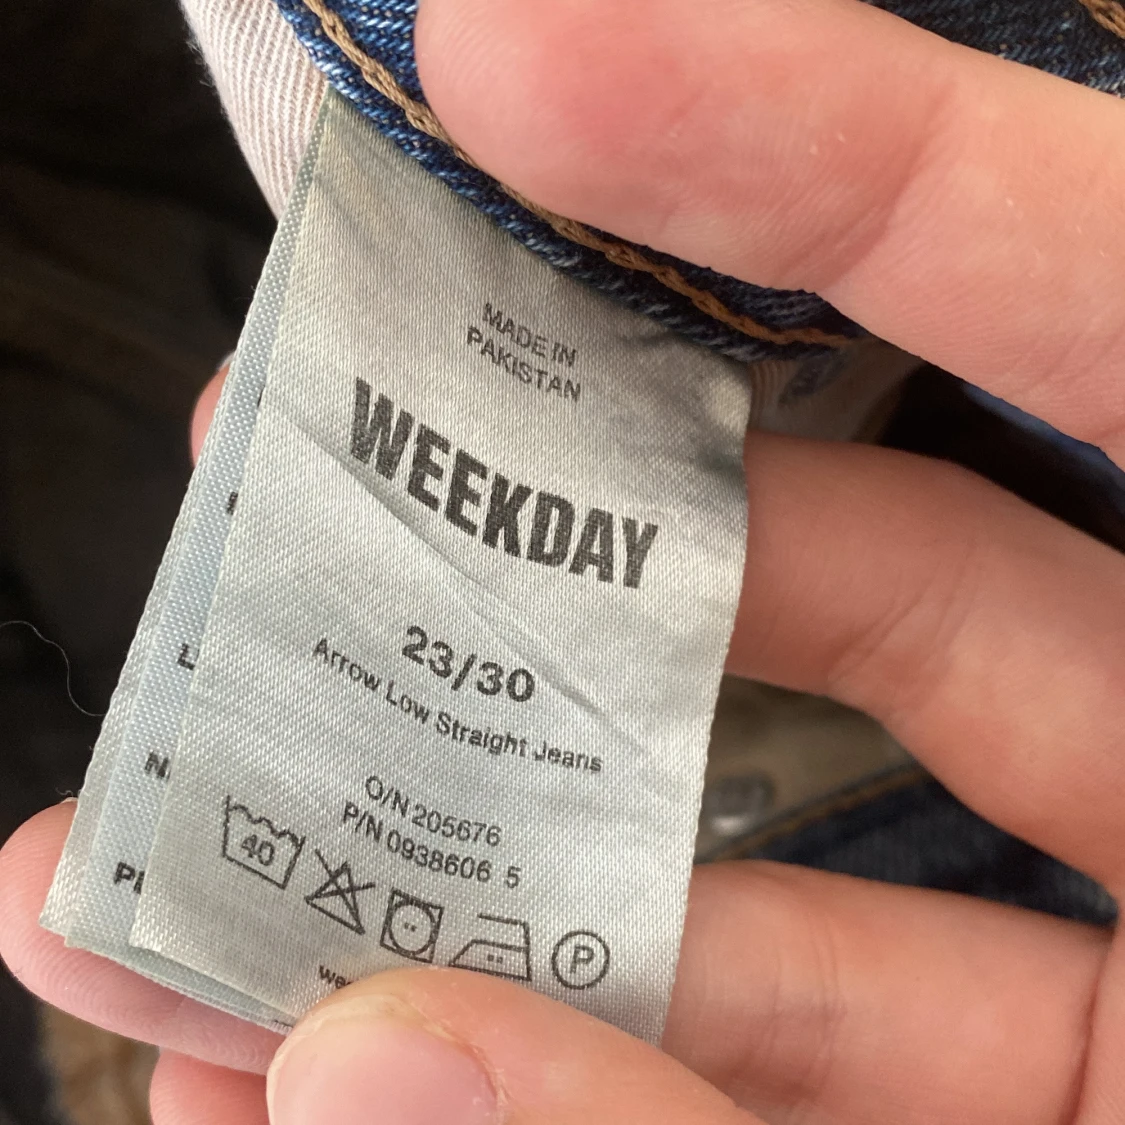 MADE IN
PAKISTAN
WEEKDAY
23/30
Arrow Low Straight Jeans
O/N 205676
P/N 0938606 5
40
P